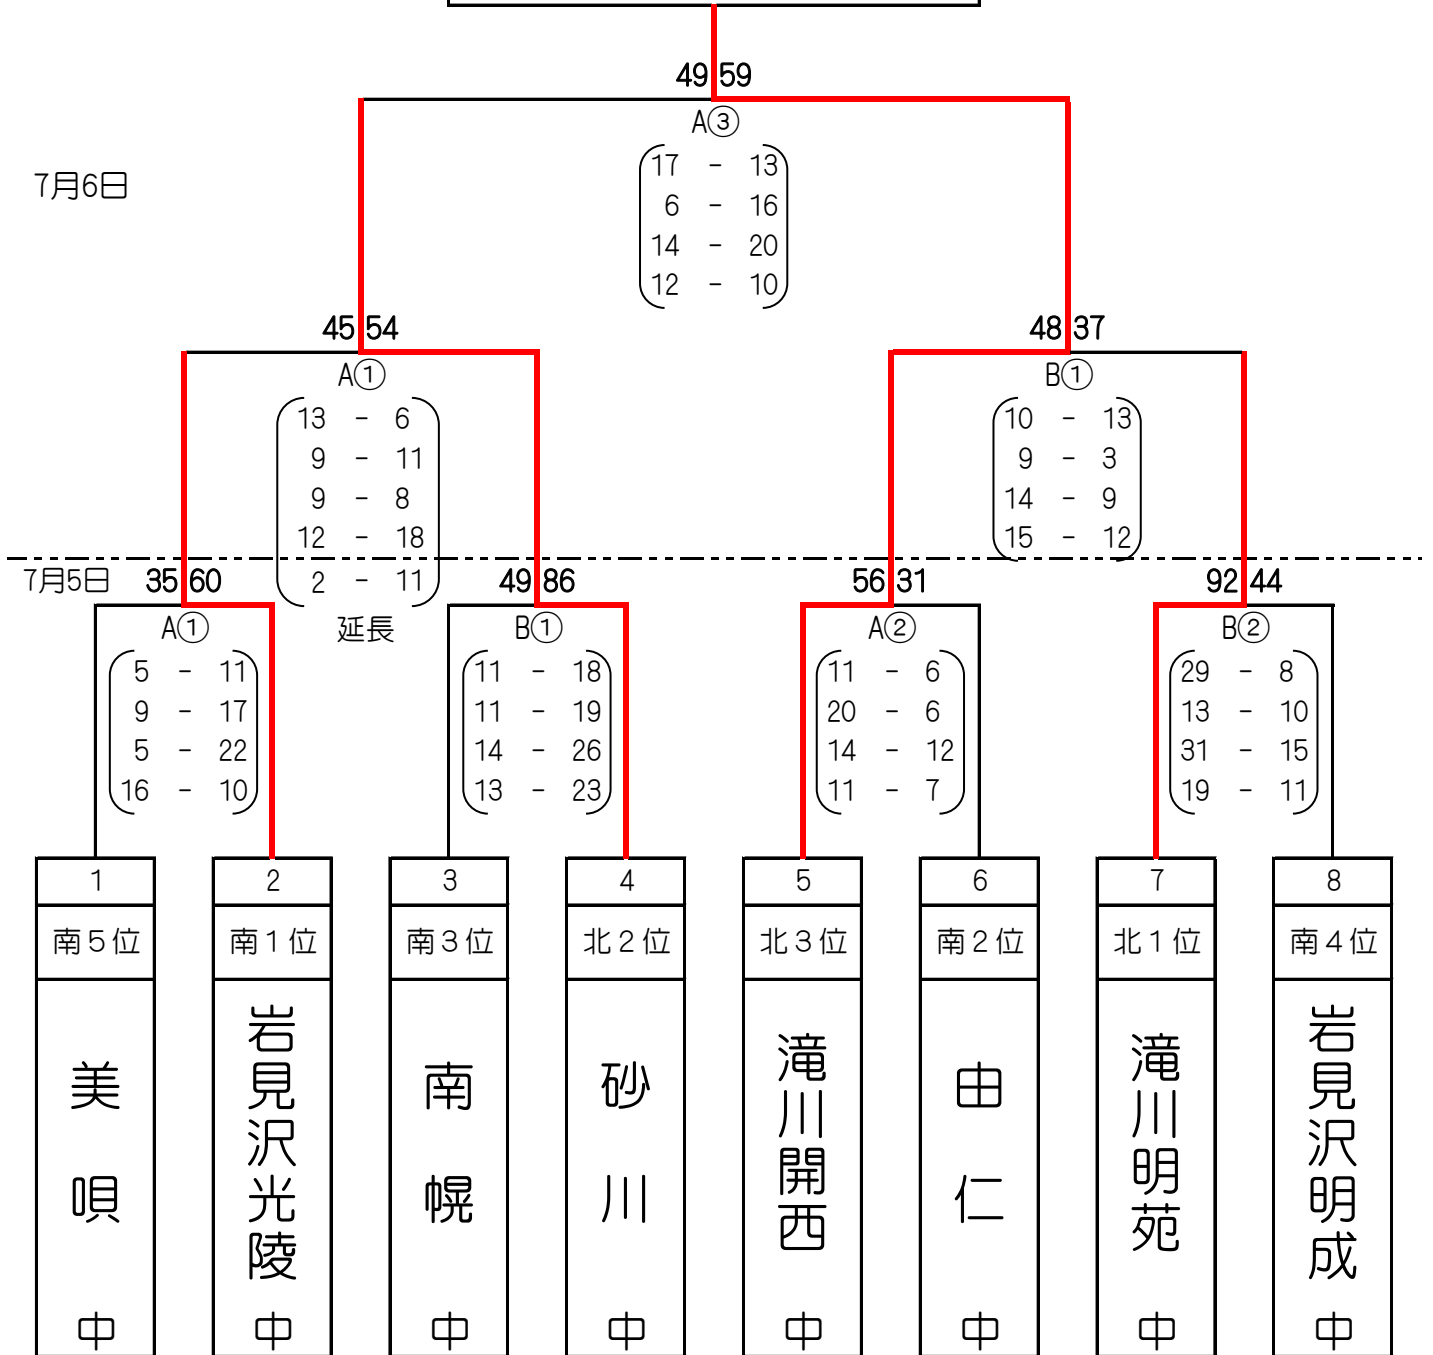 49 59
A③
17 - 13
6 - 16
14 - 20
12 - 10
7月6日
45 54
A①
13 - 6
9 - 11
9 - 8
12 - 18
2 - 11
延長
48 37
B①
10 - 13
9 - 3
14 - 9
15 - 12
7月5日
35 60
A①
5 - 11
9 - 17
5 - 22
16 - 10
49 86
B①
11 - 18
11 - 19
14 - 26
13 - 23
56 31
A②
11 - 6
20 - 6
14 - 12
11 - 7
92 44
B②
29 - 8
13 - 10
31 - 15
19 - 11
1
南5位
美唄中
2
南1位
岩見沢光陵中
3
南3位
南幌中
4
北2位
砂川中
5
北3位
滝川開西中
6
南2位
由仁中
7
北1位
滝川明苑中
8
南4位
岩見沢明成中